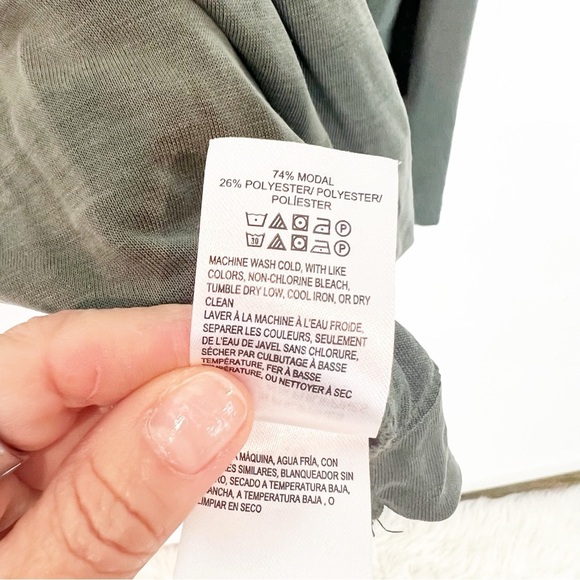 74% MODAL
26% POLYESTER/ POLYESTER/
POLÍESTER
30
MACHINE WASH COLD, WITH LIKE
COLORS, NON-CHLORINE BLEACH,
TUMBLE DRY LOW, COOL IRON, OR DRY
CLEAN
LAVER À LA MACHINE À L'EAU FROIDE,
SEPARER LES COULEURS, SEULEMENT
DE L'EAU DE JAVEL SANS CHLORURE,
SÉCHER PAR CULBUTAGE À BASSE
TEMPÉRATURE, FER À BASSE
TEMPÉRATURE, OU NETTOYER À SEC
MÁQUINA, AGUA FRÍA, CON
SIMILARES, BLANQUEADOR SIN
SECADO A TEMPERATURA BAJA,
A TEMPERATURA BAJA , O
EN SECO